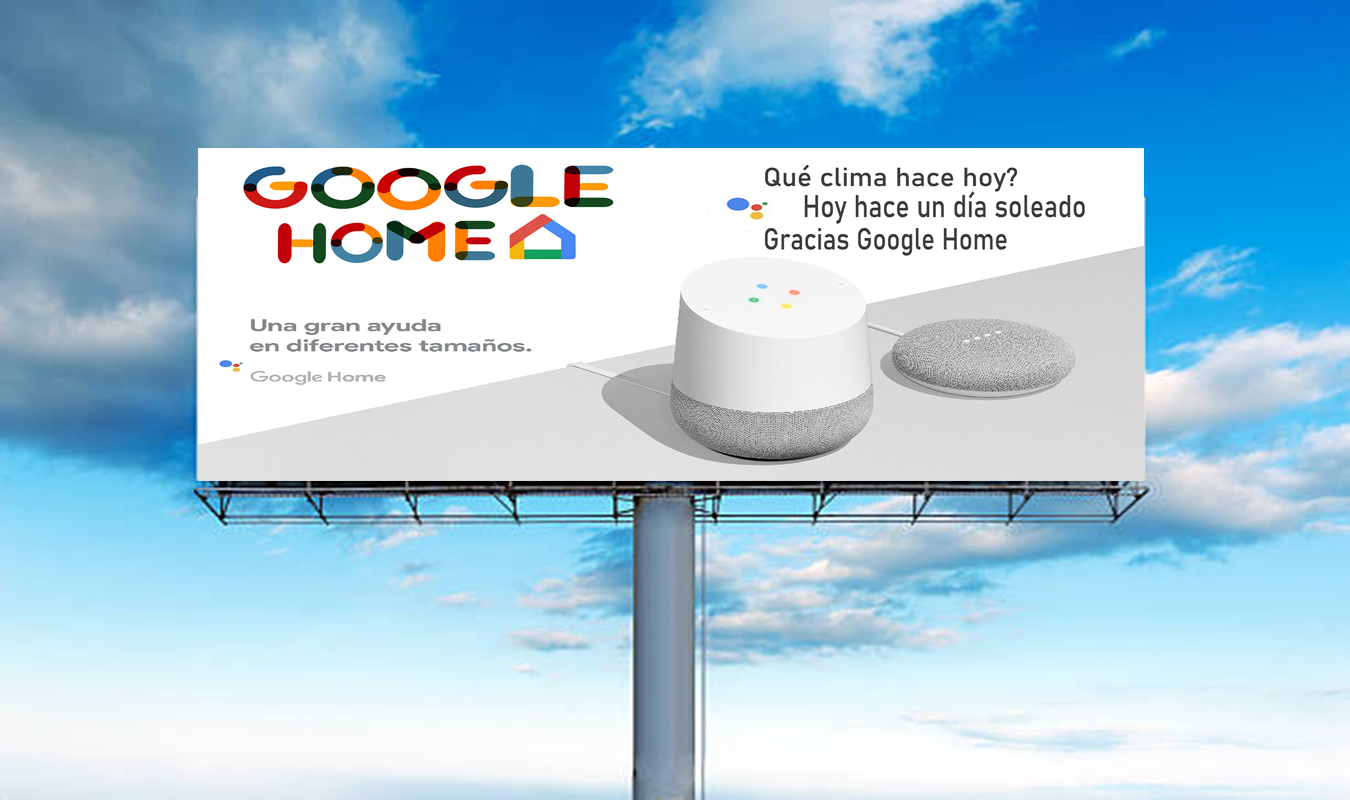 GOOGLE
HOME
Una gran ayuda
en diferentes tamaños.
Google Home
Qué clima hace hoy?
Hoy hace un día soleado
Gracias Google Home